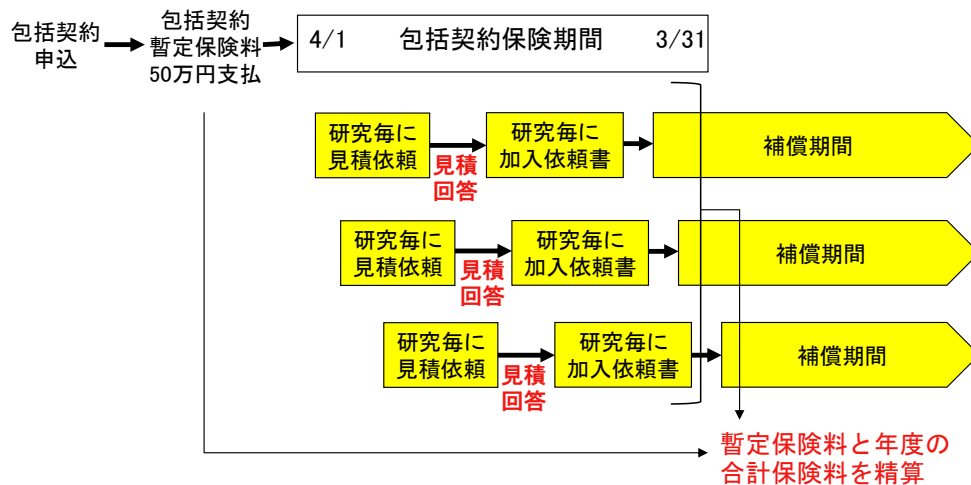 包括契約
申込
包括契約
暫定保険料
50万円支払
4/1 包括契約保険期間 3/31
研究毎に
見積依頼
見積
回答
研究毎に
加入依頼書
補償期間
研究毎に
見積依頼
見積
回答
研究毎に
加入依頼書
補償期間
研究毎に
見積依頼
見積
回答
研究毎に
加入依頼書
補償期間
暫定保険料と年度の
合計保険料を精算